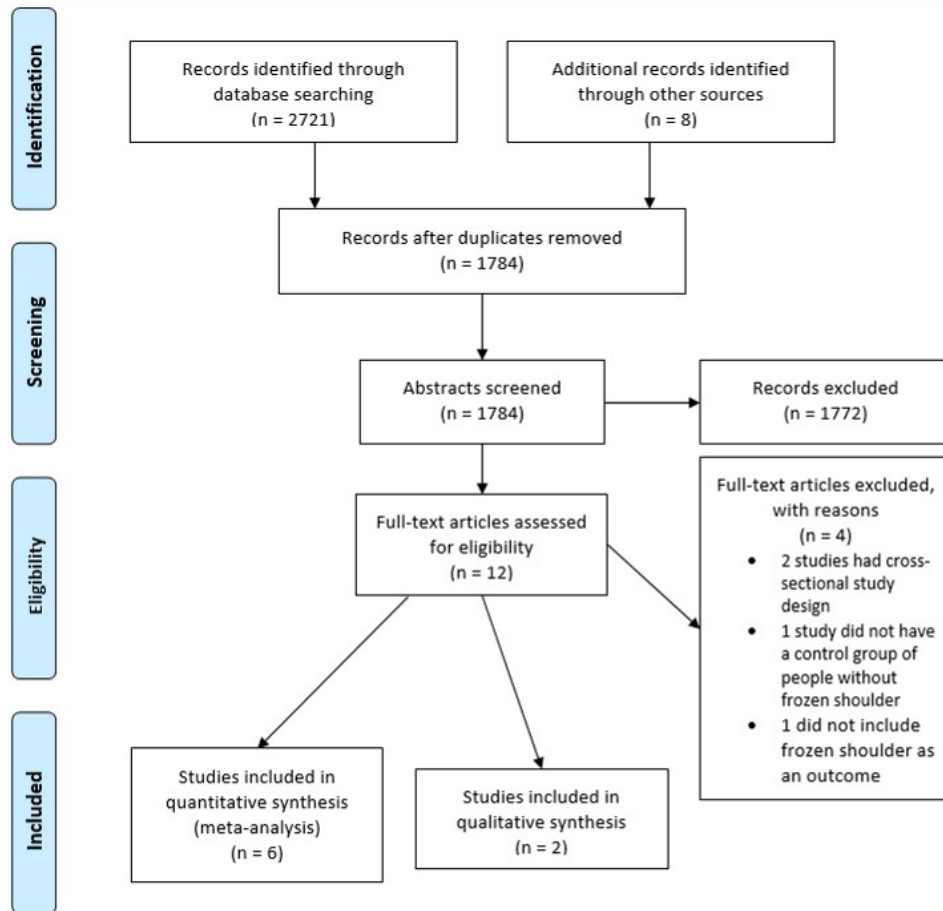 Identification
Records identified through
database searching
(n = 2721)
Additional records identified
through other sources
(n = 8)
Records after duplicates removed
(n = 1784)
Screening
Abstracts screened
(n = 1784)
Records excluded
(n = 1772)
Eligibility
Full-text articles assessed
for eligibility
(n = 12)
Full-text articles excluded,
with reasons
(n = 4)
• 2 studies had cross-
sectional study
design
• 1 study did not have
a control group of
people without
frozen shoulder
• 1 did not include
frozen shoulder as
an outcome
Included
Studies included in
quantitative synthesis
(meta-analysis)
(n = 6)
Studies included in
qualitative synthesis
(n = 2)